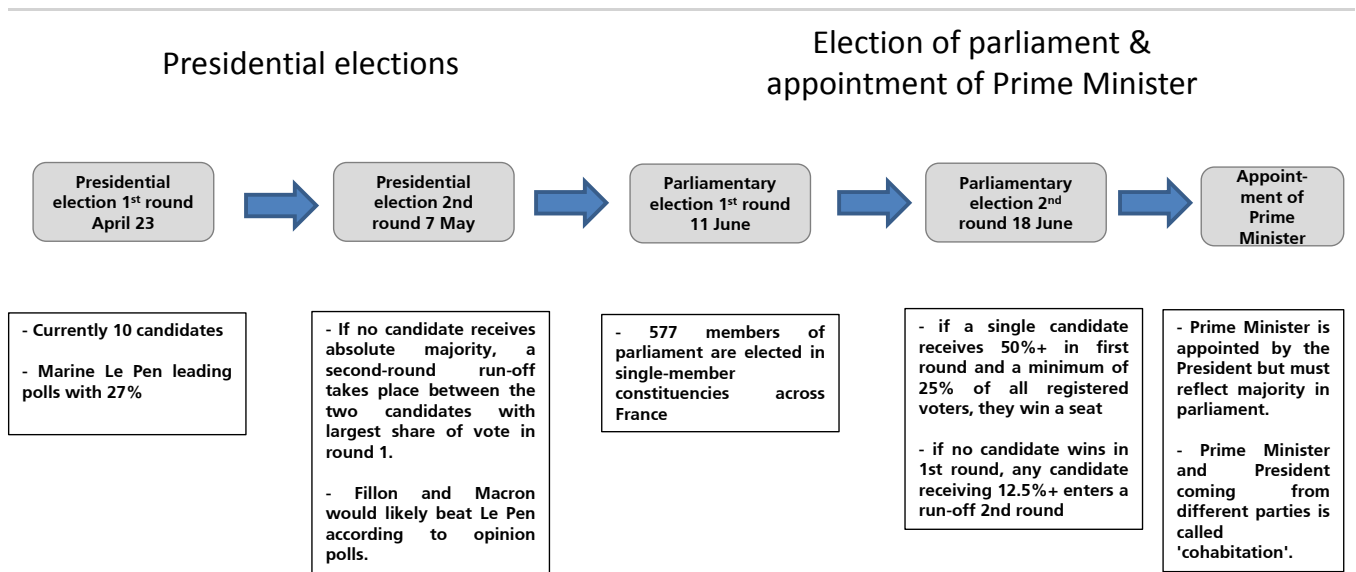 Presidential elections
Election of parliament &
appointment of Prime Minister
Presidential
election 1st round
April 23
Presidential
election 2nd
round 7 May
Parliamentary
election 1st round
11 June
Parliamentary
election 2nd
round 18 June
Appoint-
ment of
Prime
Minister
- Currently 10 candidates
- Marine Le Pen leading
polls with 27%
- If no candidate receives
absolute majority, a
second-round run-off
takes place between the
two candidates with
largest share of vote in
round 1.
- Fillon and Macron
would likely beat Le Pen
according to opinion
polls.
- 577 members of
parliament are elected in
single-member
constituencies across
France
- if a single candidate
receives 50%+ in first
round and a minimum of
25% of all registered
voters, they win a seat
- if no candidate wins in
1st round, any candidate
receiving 12.5%+ enters a
run-off 2nd round
- Prime Minister is
appointed by the
President but must
reflect majority in
parliament.
- Prime Minister
and President
coming from
different parties is
called
'cohabitation'.